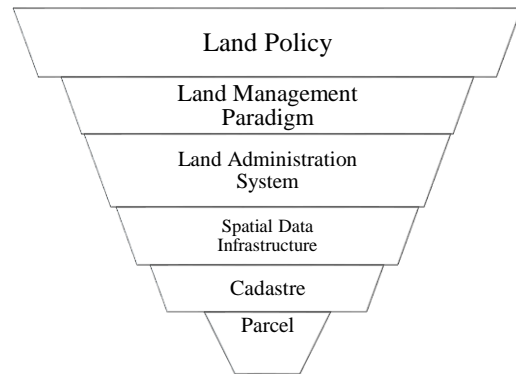 Land Policy
Land Management
Paradigm
Land Administration
System
Spatial Data
Infrastructure
Cadastre
Parcel